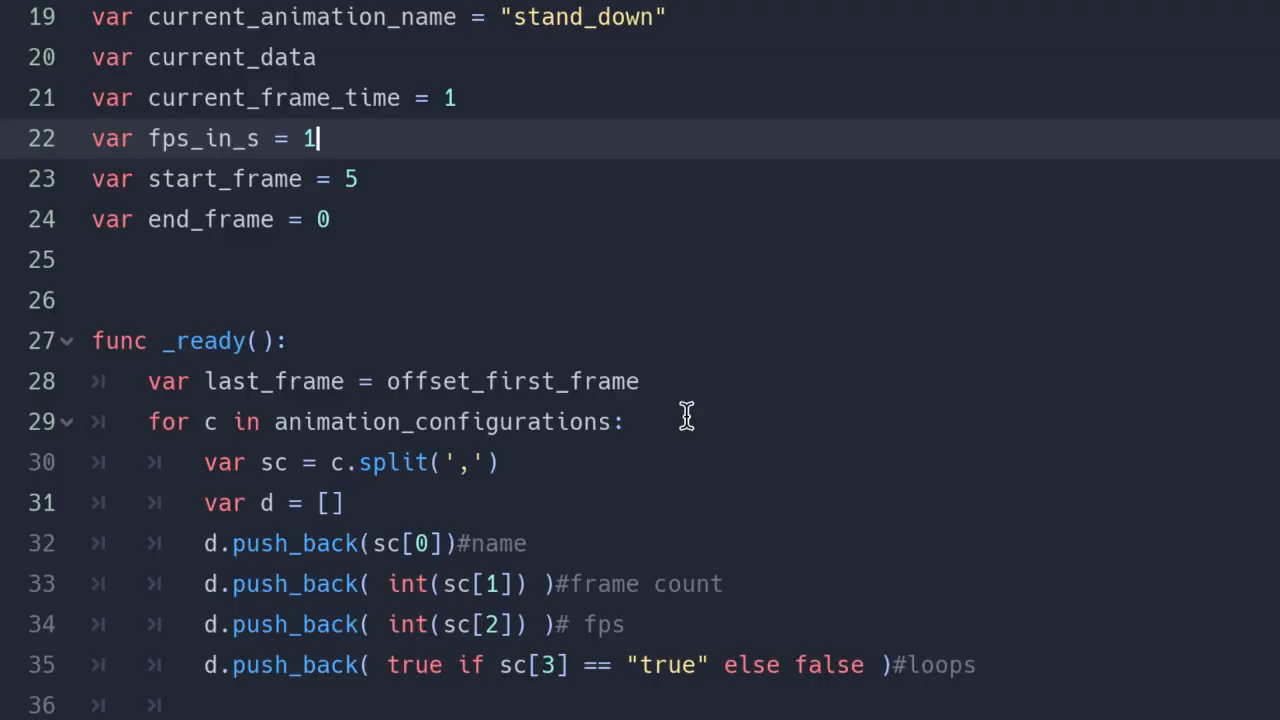 19 var current_animation_name = "stand_down"
20 var current_data
21 var current_frame_time = 1
22 var fps_in_s = 1
23 var start_frame = 5
24 var end_frame = 0
25
26
27 func _ready():
28 var last_frame = offset_first_frame
29 for c in animation_configurations:
30 var sc = c.split(',')
31 var d = []
32 d.push_back(sc[0])#name
33 d.push_back( int(sc[1]) )#frame count
34 d.push_back( int(sc[2]) )# fps
35 d.push_back( true if sc[3] == "true" else false )#loops
36